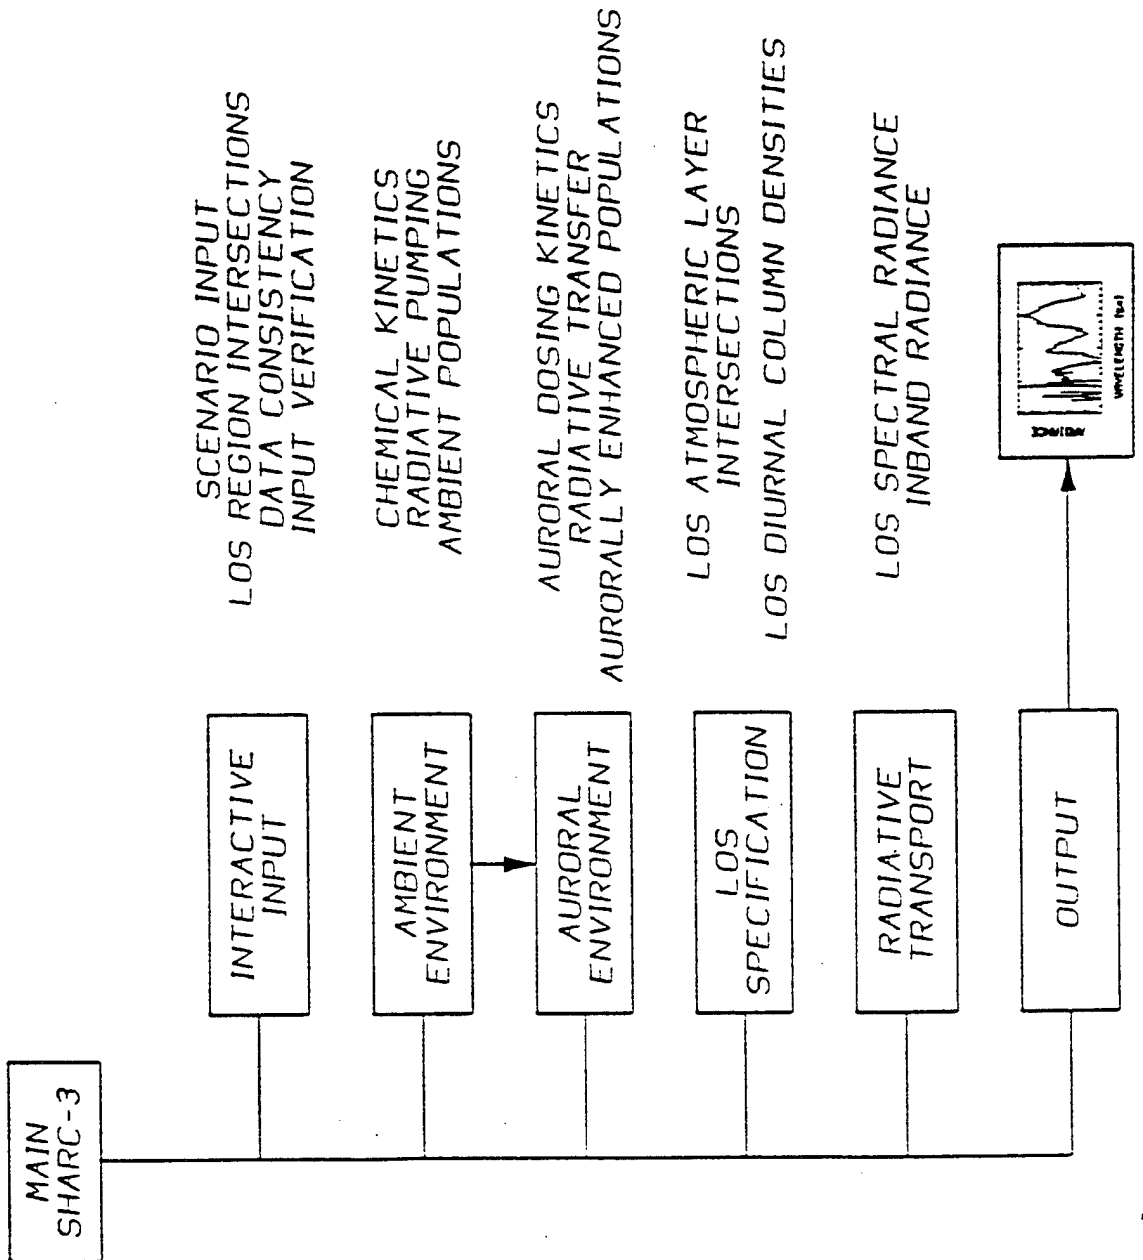 MAIN
SHARC-3
INTERACTIVE
INPUT
SCENARIO INPUT
LOS REGION INTERSECTIONS
DATA CONSISTENCY
INPUT VERIFICATION
AMBIENT
ENVIRONMENT
CHEMICAL KINETICS
RADIATIVE PUMPING
AMBIENT POPULATIONS
AURORAL
ENVIRONMENT
AURORAL DOSING KINETICS
RADIATIVE TRANSFER
AURORALLY ENHANCED POPULATIONS
LOS
SPECIFICATION
LOS ATMOSPHERIC LAYER
INTERSECTIONS
LOS DIURNAL COLUMN DENSITIES
RADIATIVE
TRANSPORT
LOS SPECTRAL RADIANCE
INBAND RADIANCE
OUTPUT
RADIANCE
WAVELENGTH